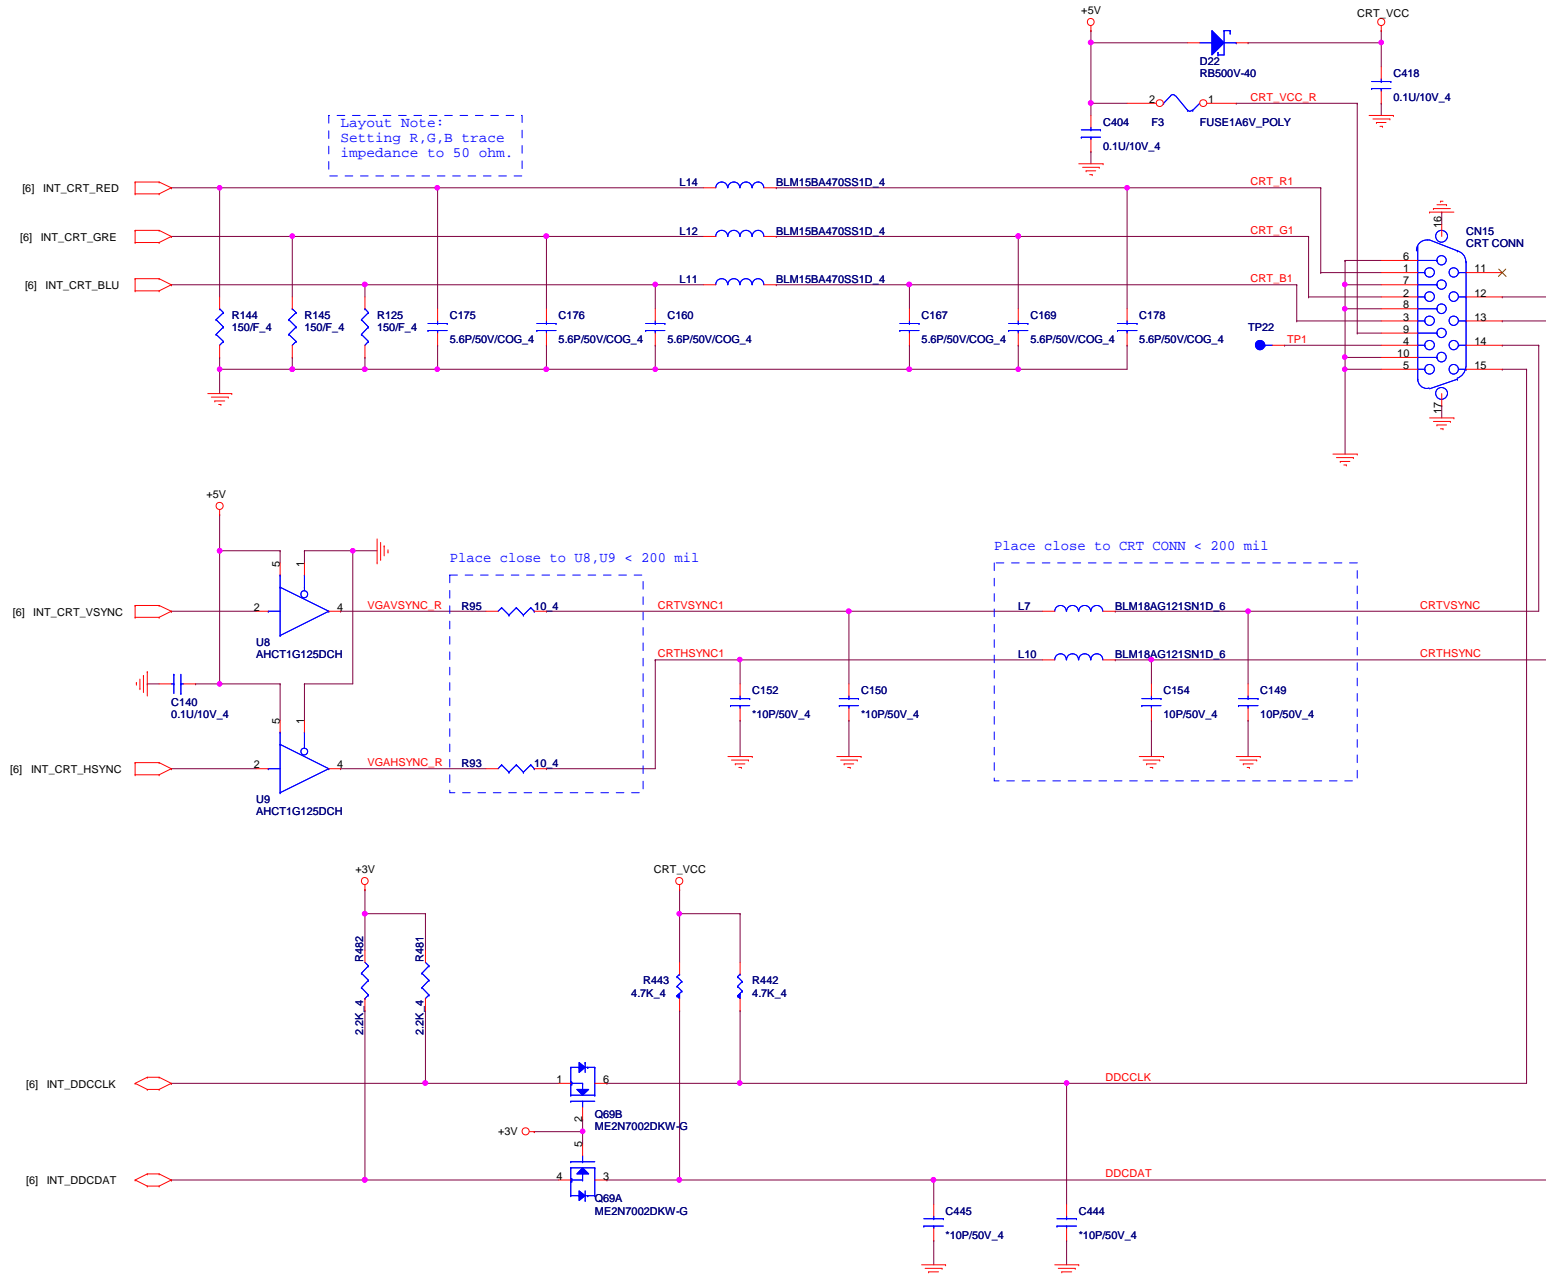 +5V
CRT_VCC
D22
RB500V-40
C418
0.1U/10V_4
2
1
CRT_VCC_R
F3
FUSE1A6V_POLY
C404
0.1U/10V_4
Layout Note:
Setting R,G,B trace
impedance to 50 ohm.
[6] INT_CRT_RED
L14
BLM15BA470SS1D_4
CRT_R1
[6] INT_CRT_GRE
L12
BLM15BA470SS1D_4
CRT_G1
[6] INT_CRT_BLU
L11
BLM15BA470SS1D_4
CRT_B1
R144
150/F_4
R145
150/F_4
R125
150/F_4
C175
5.6P/50V/COG_4
C176
5.6P/50V/COG_4
C160
5.6P/50V/COG_4
C167
5.6P/50V/COG_4
C169
5.6P/50V/COG_4
C178
5.6P/50V/COG_4
TP22
TP1
CN15
CRT CONN
16
6
1
7
2
8
3
9
4
10
5
11
12
13
14
15
17
+5V
5
1
[6] INT_CRT_VSYNC
2
4
VGAVSYNC_R
U8
AHCT1G125DCH
Place close to U8,U9 < 200 mil
R95
10_4
CRTVSYNC1
CRTHSYNC1
Place close to CRT CONN < 200 mil
L7
BLM18AG121SN1D_6
CRTVSYNC
L10
BLM18AG121SN1D_6
CRTHSYNC
C140
0.1U/10V_4
C152
*10P/50V_4
C150
*10P/50V_4
C154
10P/50V_4
C149
10P/50V_4
5
1
[6] INT_CRT_HSYNC
2
4
VGAHSYNC_R
R93
10_4
U9
AHCT1G125DCH
+3V
CRT_VCC
R482
2.2K_4
R481
2.2K_4
R443
4.7K_4
R442
4.7K_4
[6] INT_DDCCLK
1
6
DDCCLK
2
Q69B
ME2N7002DKW-G
+3V
5
[6] INT_DDCDAT
4
3
DDCDAT
Q69A
ME2N7002DKW-G
C445
*10P/50V_4
C444
*10P/50V_4